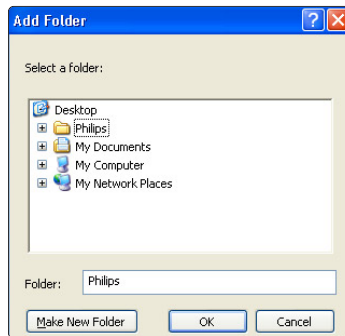 Add Folder
Select a folder:
Desktop
Philips
My Documents
My Computer
My Network Places
Folder: Philips
Make New Folder OK Cancel